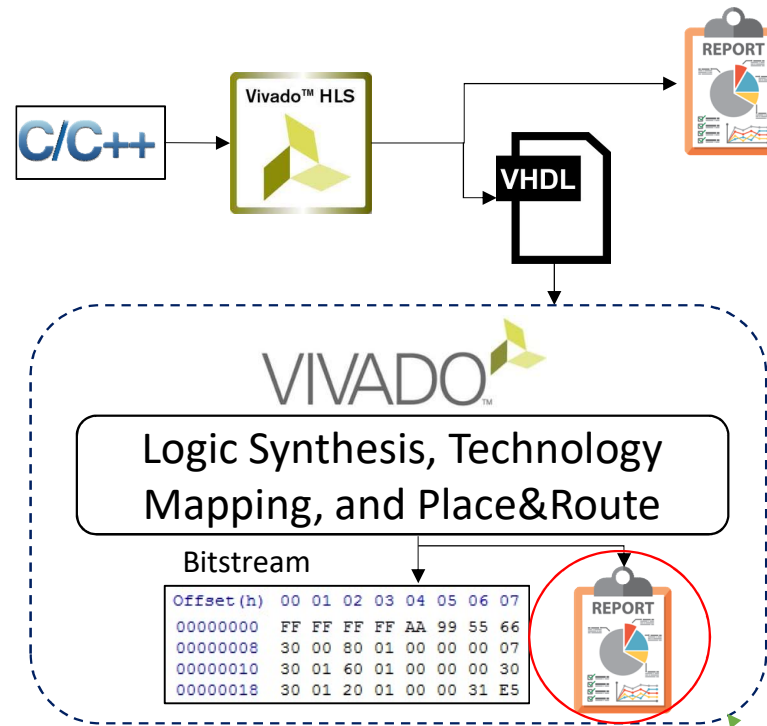 REPORT
Vivado™ HLS
C/C++
VHDL
VIVADO™
Logic Synthesis, Technology
Mapping, and Place&Route
Bitstream
Offset(h) 00 01 02 03 04 05 06 07
00000000 FF FF FF FF AA 99 55 66
00000008 30 00 80 01 00 00 00 07
00000010 30 01 60 01 00 00 00 30
00000018 30 01 20 01 00 00 31 E5
REPORT